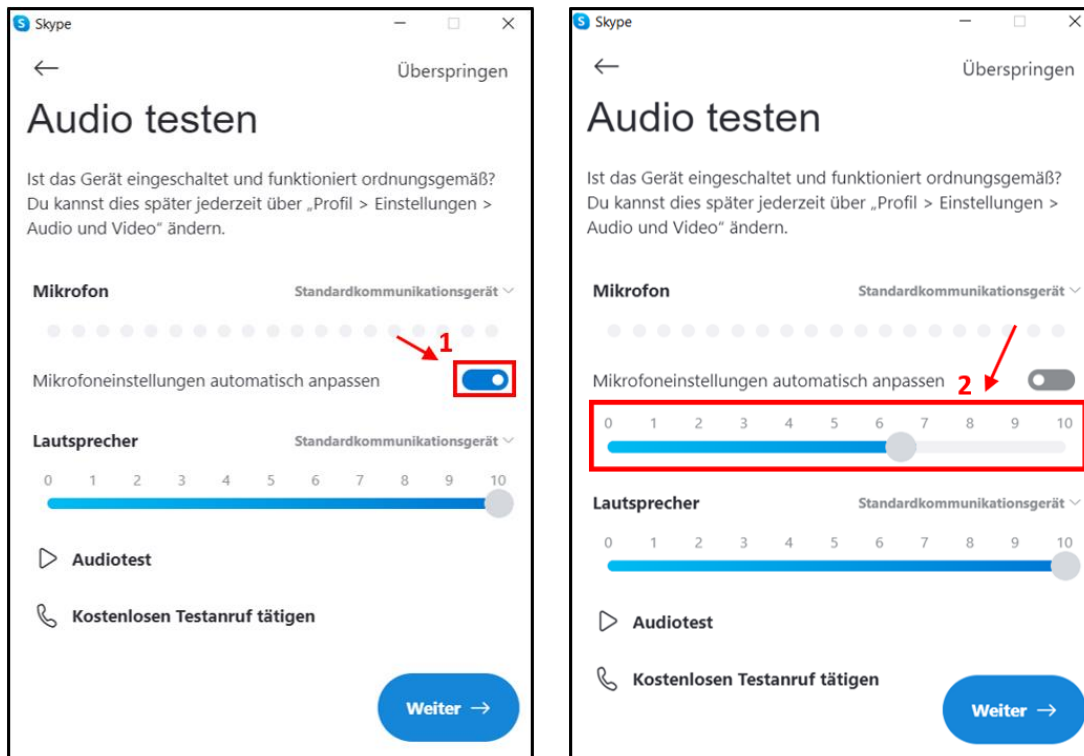 Skype
Überspringen
Audio testen
Ist das Gerät eingeschaltet und funktioniert ordnungsgemäß?
Du kannst dies später jederzeit über „Profil > Einstellungen >
Audio und Video“ ändern.
Mikrofon Standardkommunikationsgerät
1
Mikrofoneinstellungen automatisch anpassen
Lautsprecher Standardkommunikationsgerät
0 1 2 3 4 5 6 7 8 9 10
Audiotest
Kostenlosen Testanruf tätigen
Weiter →
Skype
Überspringen
Audio testen
Ist das Gerät eingeschaltet und funktioniert ordnungsgemäß?
Du kannst dies später jederzeit über „Profil > Einstellungen >
Audio und Video“ ändern.
Mikrofon Standardkommunikationsgerät
Mikrofoneinstellungen automatisch anpassen 2
0 1 2 3 4 5 6 7 8 9 10
Lautsprecher Standardkommunikationsgerät
0 1 2 3 4 5 6 7 8 9 10
Audiotest
Kostenlosen Testanruf tätigen
Weiter →